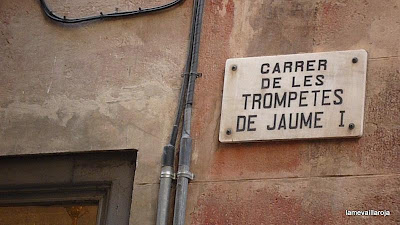 CARRER
DE LES
TROMPETES
DE JAUME I
lamevaillaroja